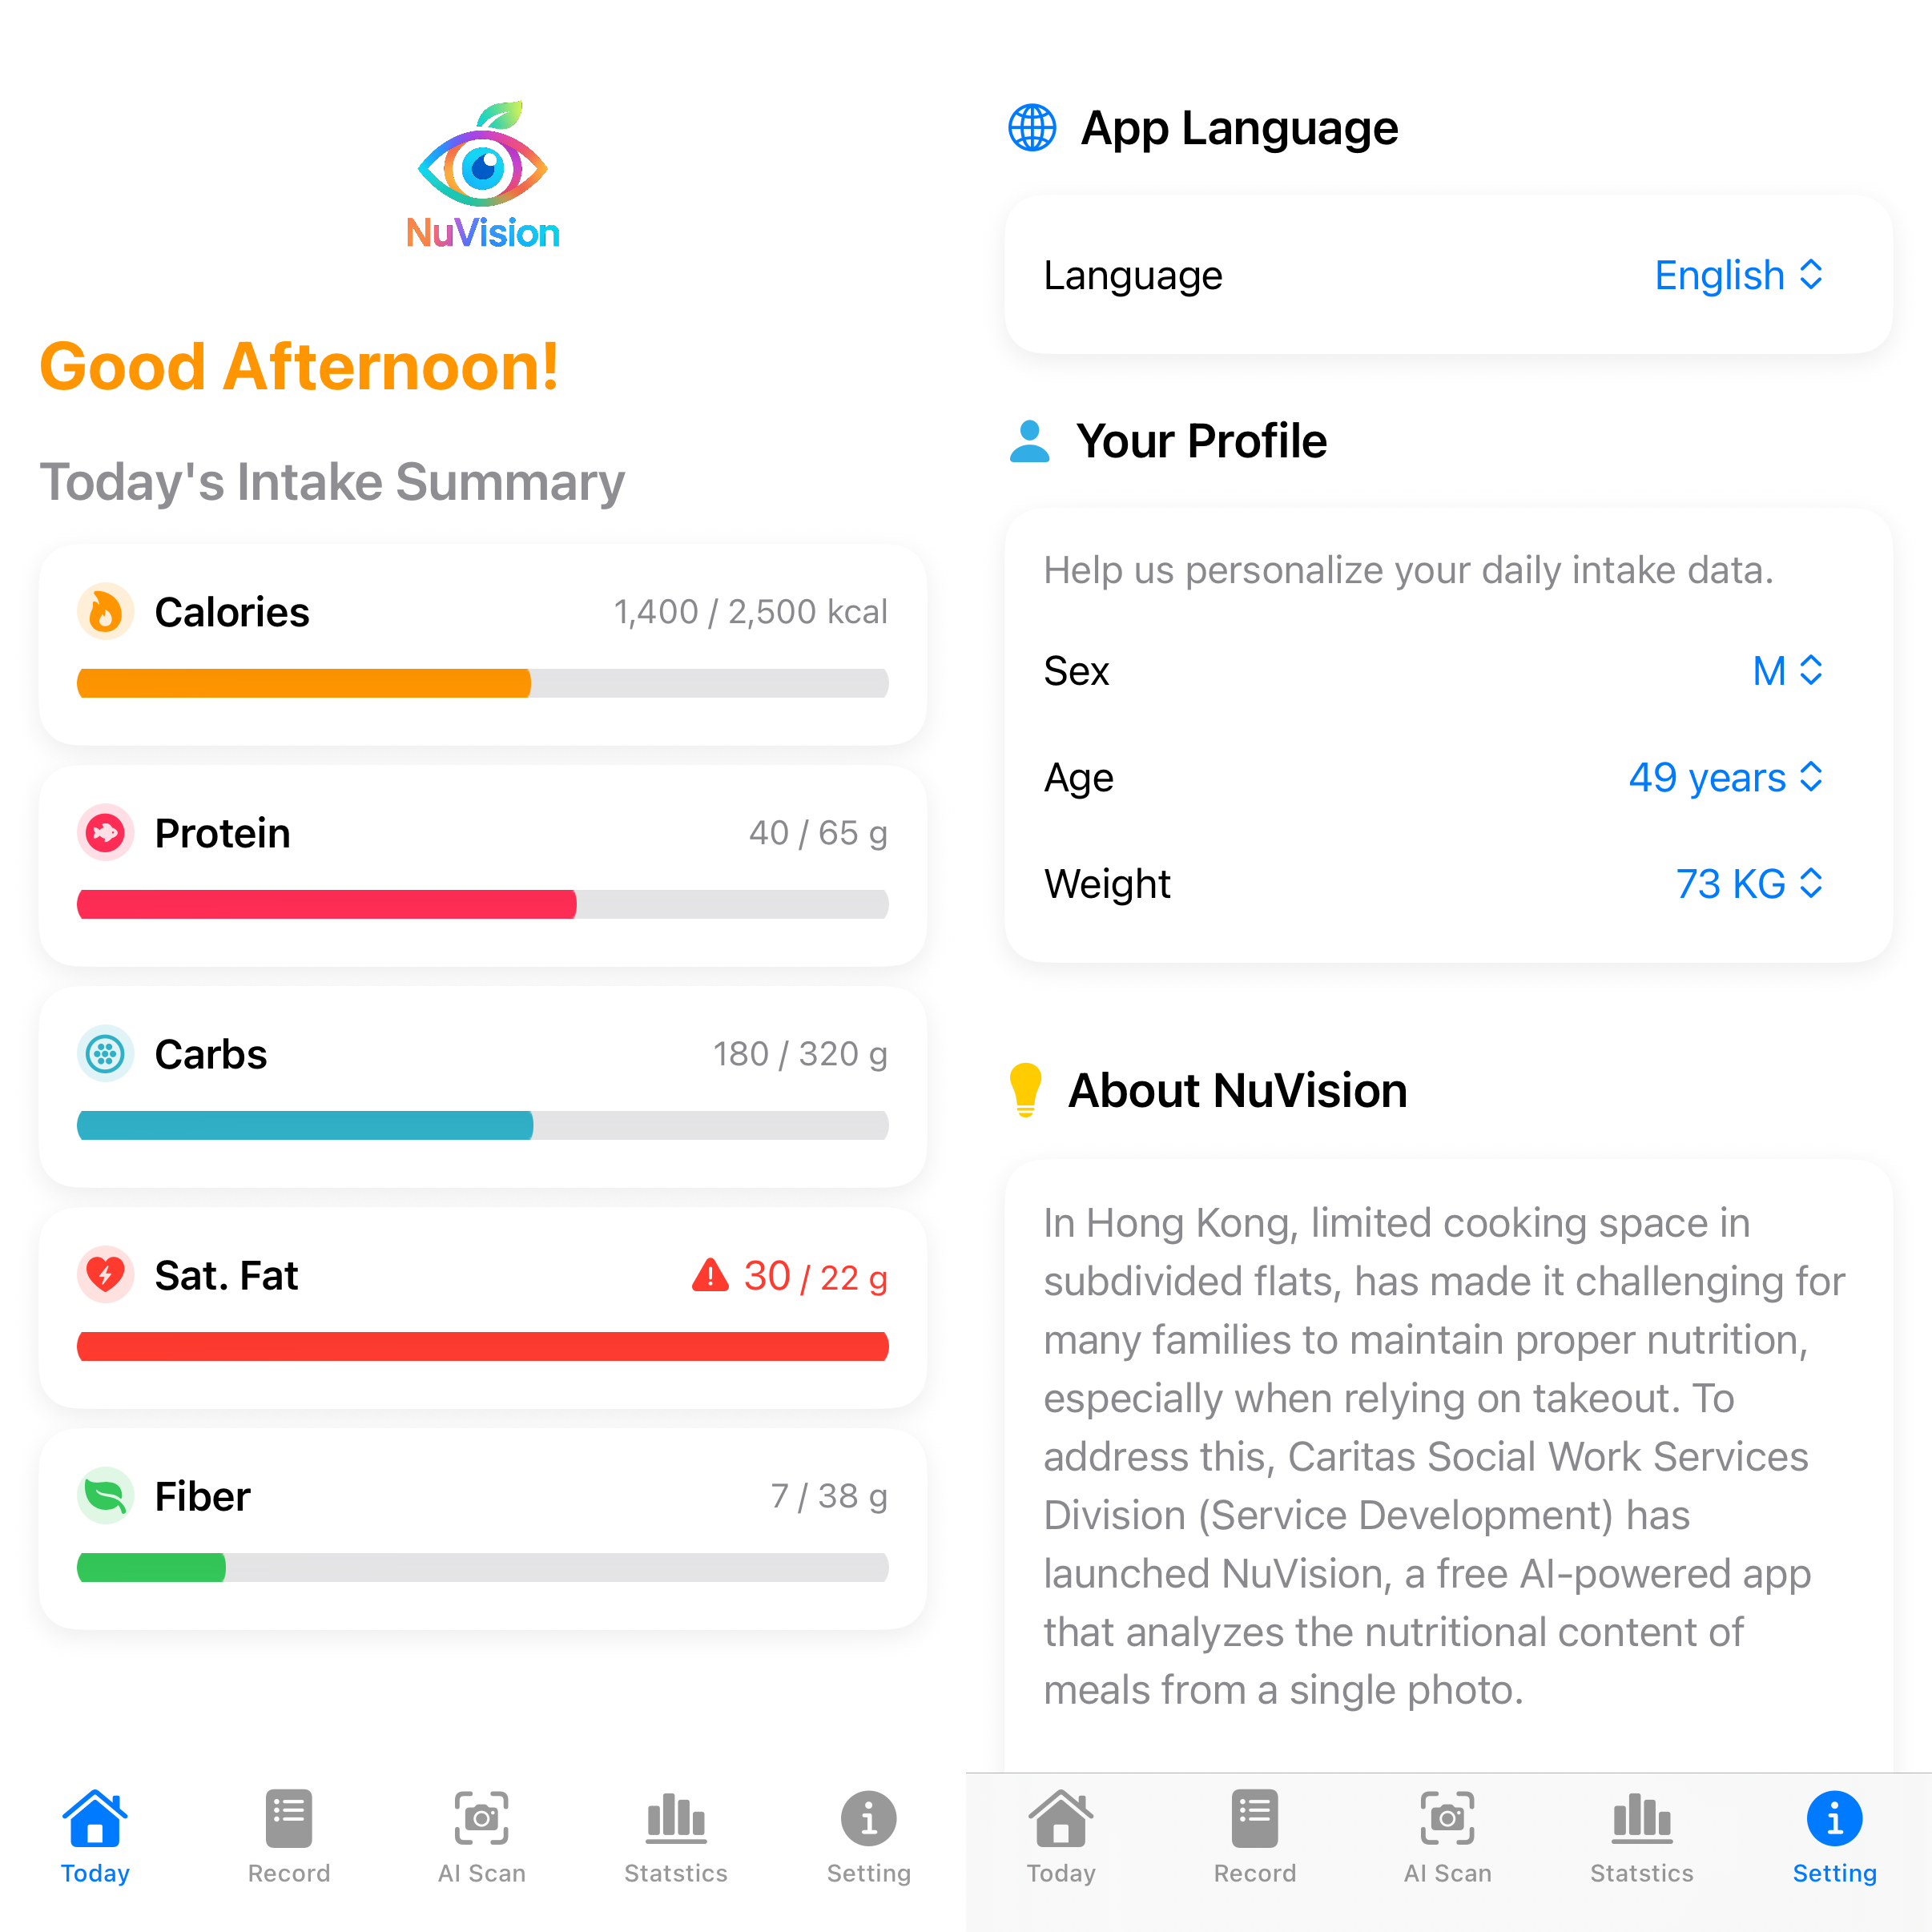 NuVision
Good Afternoon!
Today's Intake Summary
Calories 1,400 / 2,500 kcal
Protein 40 / 65 g
Carbs 180 / 320 g
Sat. Fat 30 / 22 g
Fiber 7 / 38 g
Today Record AI Scan Statstics Setting
App Language
Language English
Your Profile
Help us personalize your daily intake data.
Sex M
Age 49 years
Weight 73 KG
About NuVision
In Hong Kong, limited cooking space in
subdivided flats, has made it challenging for
many families to maintain proper nutrition,
especially when relying on takeout. To
address this, Caritas Social Work Services
Division (Service Development) has
launched NuVision, a free AI-powered app
that analyzes the nutritional content of
meals from a single photo.
Today Record AI Scan Statstics Setting